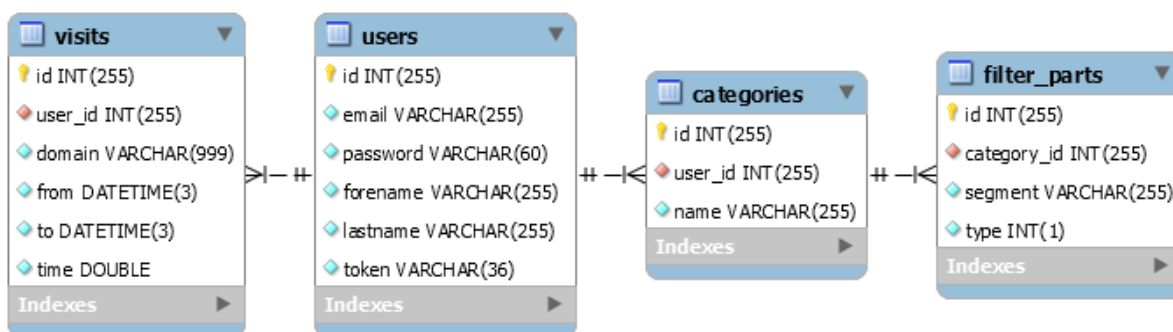 visits
id INT(255)
user_id INT(255)
domain VARCHAR(999)
from DATETIME(3)
to DATETIME(3)
time DOUBLE
Indexes
users
id INT(255)
email VARCHAR(255)
password VARCHAR(60)
forename VARCHAR(255)
lastname VARCHAR(255)
token VARCHAR(36)
Indexes
categories
id INT(255)
user_id INT(255)
name VARCHAR(255)
Indexes
filter_parts
id INT(255)
category_id INT(255)
segment VARCHAR(255)
type INT(1)
Indexes